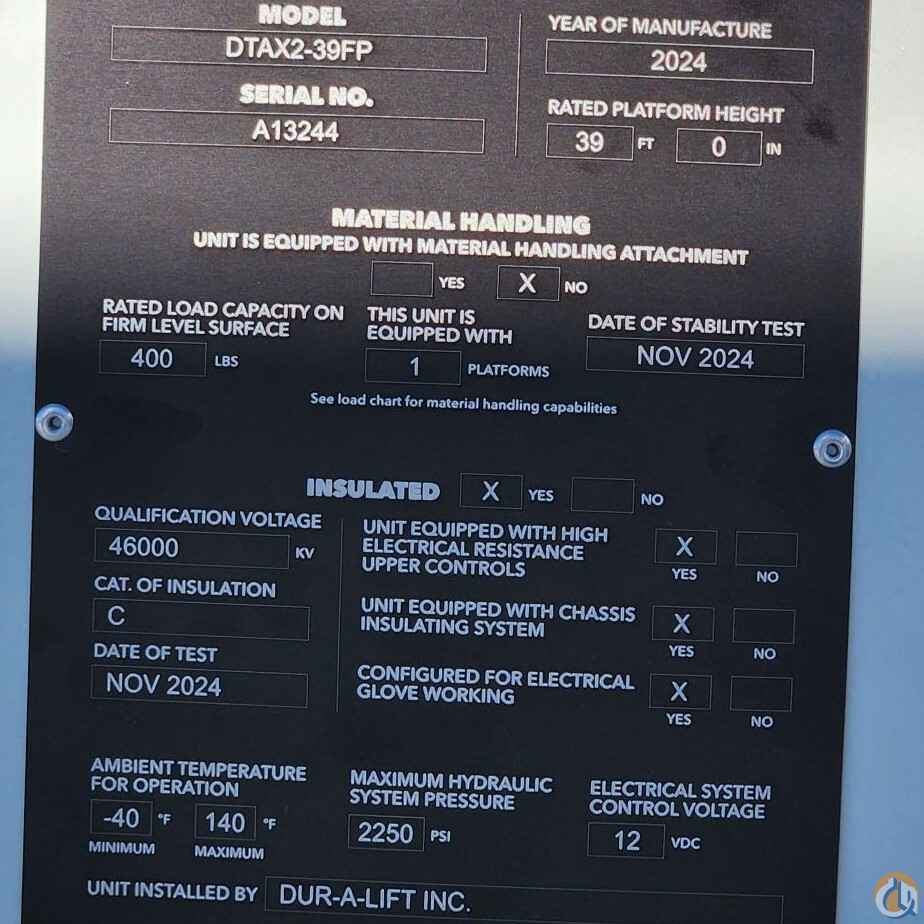 MODEL
DTAX2-39FP
YEAR OF MANUFACTURE
2024
SERIAL NO.
A13244
RATED PLATFORM HEIGHT
39 FT 0 IN
MATERIAL HANDLING
UNIT IS EQUIPPED WITH MATERIAL HANDLING ATTACHMENT
YES X NO
RATED LOAD CAPACITY ON
FIRM LEVEL SURFACE
400 LBS
THIS UNIT IS
EQUIPPED WITH
1 PLATFORMS
DATE OF STABILITY TEST
NOV 2024
See load chart for material handling capabilities
INSULATED X YES NO
QUALIFICATION VOLTAGE
46000 KV
CAT. OF INSULATION
C
DATE OF TEST
NOV 2024
UNIT EQUIPPED WITH HIGH
ELECTRICAL RESISTANCE
UPPER CONTROLS
X
YES NO
UNIT EQUIPPED WITH CHASSIS
INSULATING SYSTEM
X
YES NO
CONFIGURED FOR ELECTRICAL
GLOVE WORKING
X
YES NO
AMBIENT TEMPERATURE
FOR OPERATION
-40 °F 140 °F
MINIMUM MAXIMUM
MAXIMUM HYDRAULIC
SYSTEM PRESSURE
2250 PSI
ELECTRICAL SYSTEM
CONTROL VOLTAGE
12 VDC
UNIT INSTALLED BY DUR-A-LIFT INC.